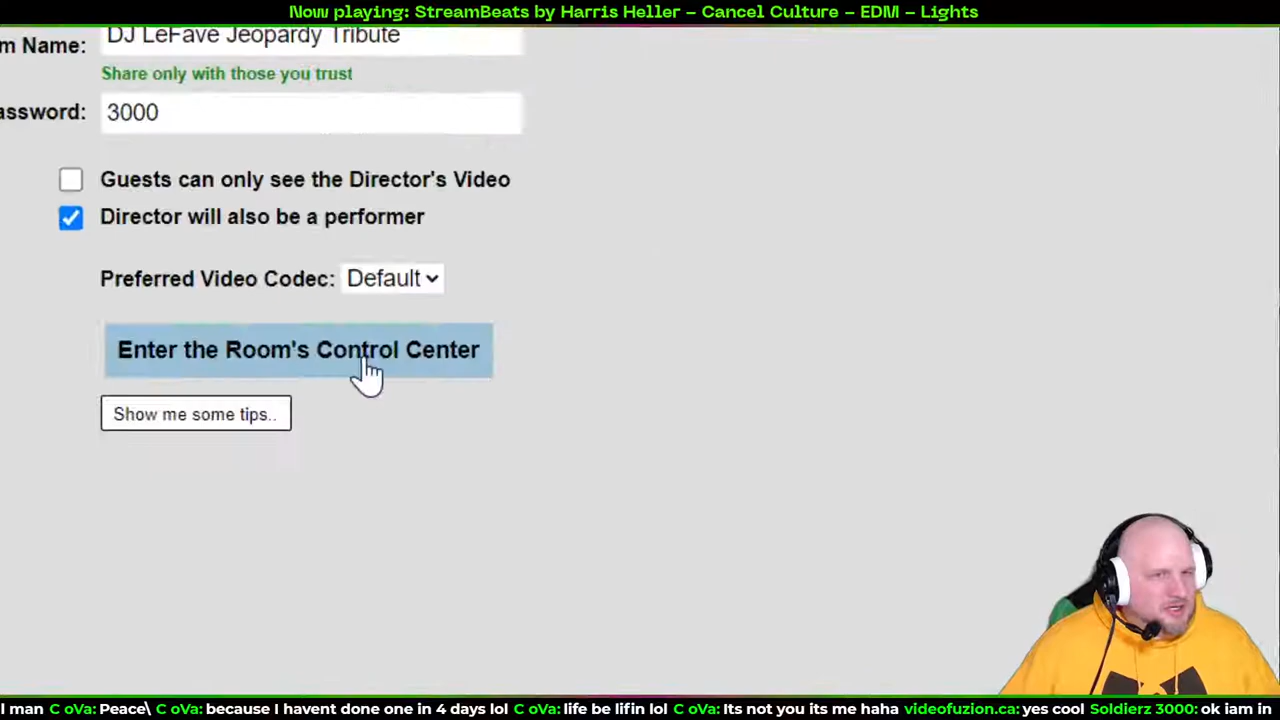 Now playing: StreamBeats by Harris Heller – Cancel Culture – EDM – Lights
m Name:
DJ LeFave Jeopardy Tribute
Share only with those you trust
assword:
3000
Guests can only see the Director's Video
Director will also be a performer
Preferred Video Codec: Default
Enter the Room's Control Center
Show me some tips..
l man C oVa: Peace\ C oVa: because I havent done one in 4 days lol C oVa: life be lifin lol C oVa: Its not you its me haha videofuzion.ca: yes cool Soldierz 3000: ok iam in